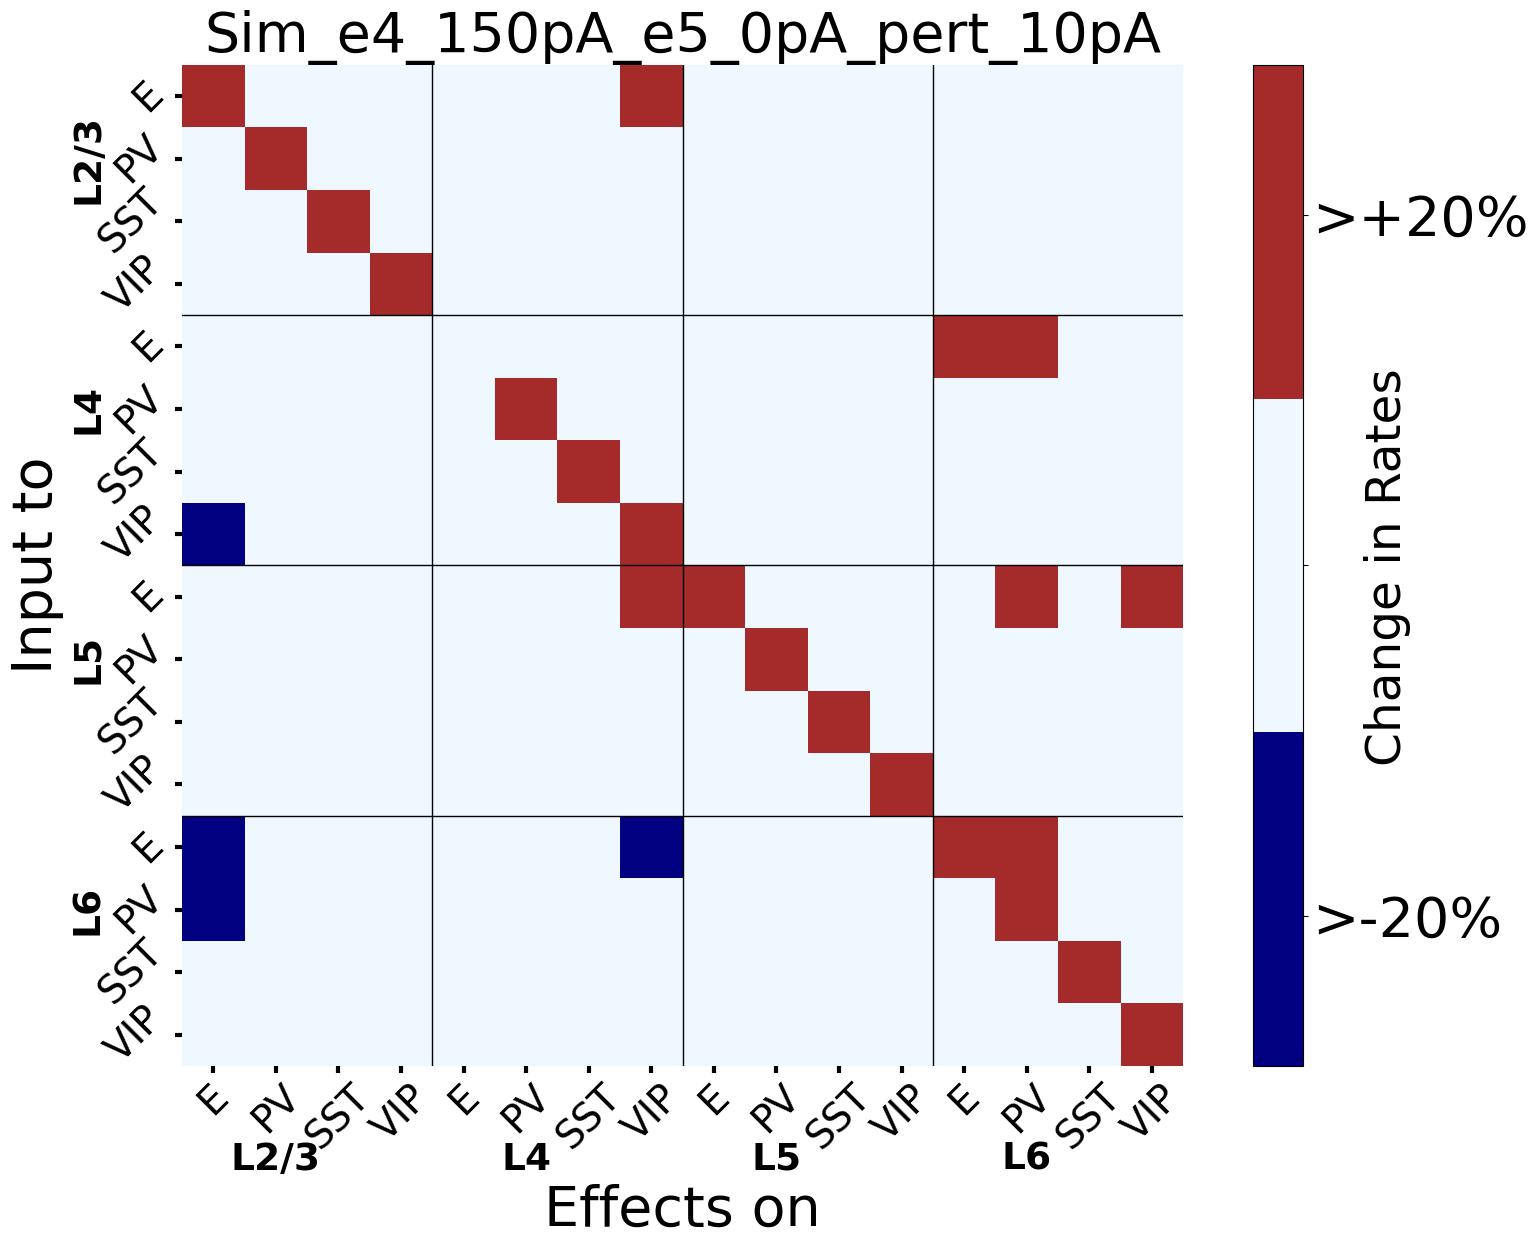 Sim_e4_150pA_e5_0pA_pert_10pA
Input to
L2/3
E
PV
SST
VIP
L4
E
PV
SST
VIP
L5
E
PV
SST
VIP
L6
E
PV
SST
VIP
E PV SST VIP E PV SST VIP E PV SST VIP E PV SST VIP
L2/3 L4 L5 L6
Effects on
>+20%
>-20%
Change in Rates